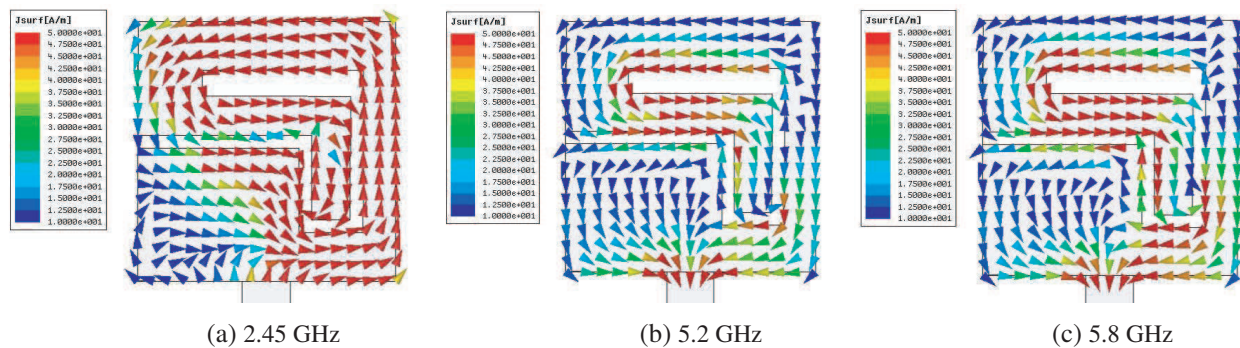 Jsurf[A/m]
5.0000e+001
4.7500e+001
4.5000e+001
4.2500e+001
4.0000e+001
3.7500e+001
3.5000e+001
3.2500e+001
3.0000e+001
2.7500e+001
2.5000e+001
2.2500e+001
2.0000e+001
1.7500e+001
1.5000e+001
1.2500e+001
1.0000e+001
Jsurf[A/m]
5.0000e+001
4.7500e+001
4.5000e+001
4.2500e+001
4.0000e+001
3.7500e+001
3.5000e+001
3.2500e+001
3.0000e+001
2.7500e+001
2.5000e+001
2.2500e+001
2.0000e+001
1.7500e+001
1.5000e+001
1.2500e+001
1.0000e+001
Jsurf[A/m]
5.0000e+001
4.7500e+001
4.5000e+001
4.2500e+001
4.0000e+001
3.7500e+001
3.5000e+001
3.2500e+001
3.0000e+001
2.7500e+001
2.5000e+001
2.2500e+001
2.0000e+001
1.7500e+001
1.5000e+001
1.2500e+001
1.0000e+001
(a) 2.45 GHz
(b) 5.2 GHz
(c) 5.8 GHz